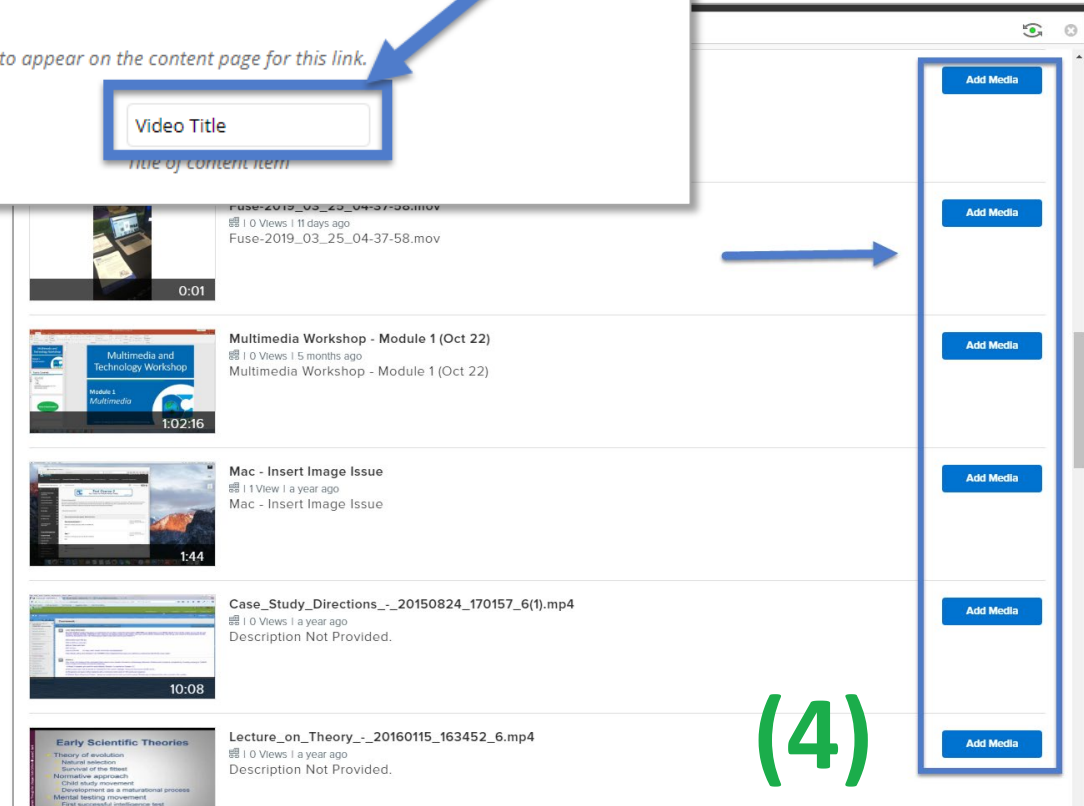 to appear on the content page for this link.
Video Title
Title of content item
Add Media
Fuse-2019_03_25_04-37-58.mov
| 0 Views | 11 days ago
Fuse-2019_03_25_04-37-58.mov
0:01
Add Media
Multimedia and
Technology Workshop
Module 1
Multimedia
1:02:16
Multimedia Workshop - Module 1 (Oct 22)
| 0 Views | 5 months ago
Multimedia Workshop - Module 1 (Oct 22)
Add Media
1:44
Mac - Insert Image Issue
| 1 View | a year ago
Mac - Insert Image Issue
Add Media
10:08
Case_Study_Directions_-_20150824_170157_6(1).mp4
| 0 Views | a year ago
Description Not Provided.
Add Media
Early Scientific Theories
Theory of evolution
Natural selection
Survival of the fittest
Normative approach
Child study movement
Development as a maturational process
Mental testing movement
First successful intelligence test
Lecture_on_Theory_-_20160115_163452_6.mp4
| 0 Views | a year ago
Description Not Provided.
Add Media
(4)